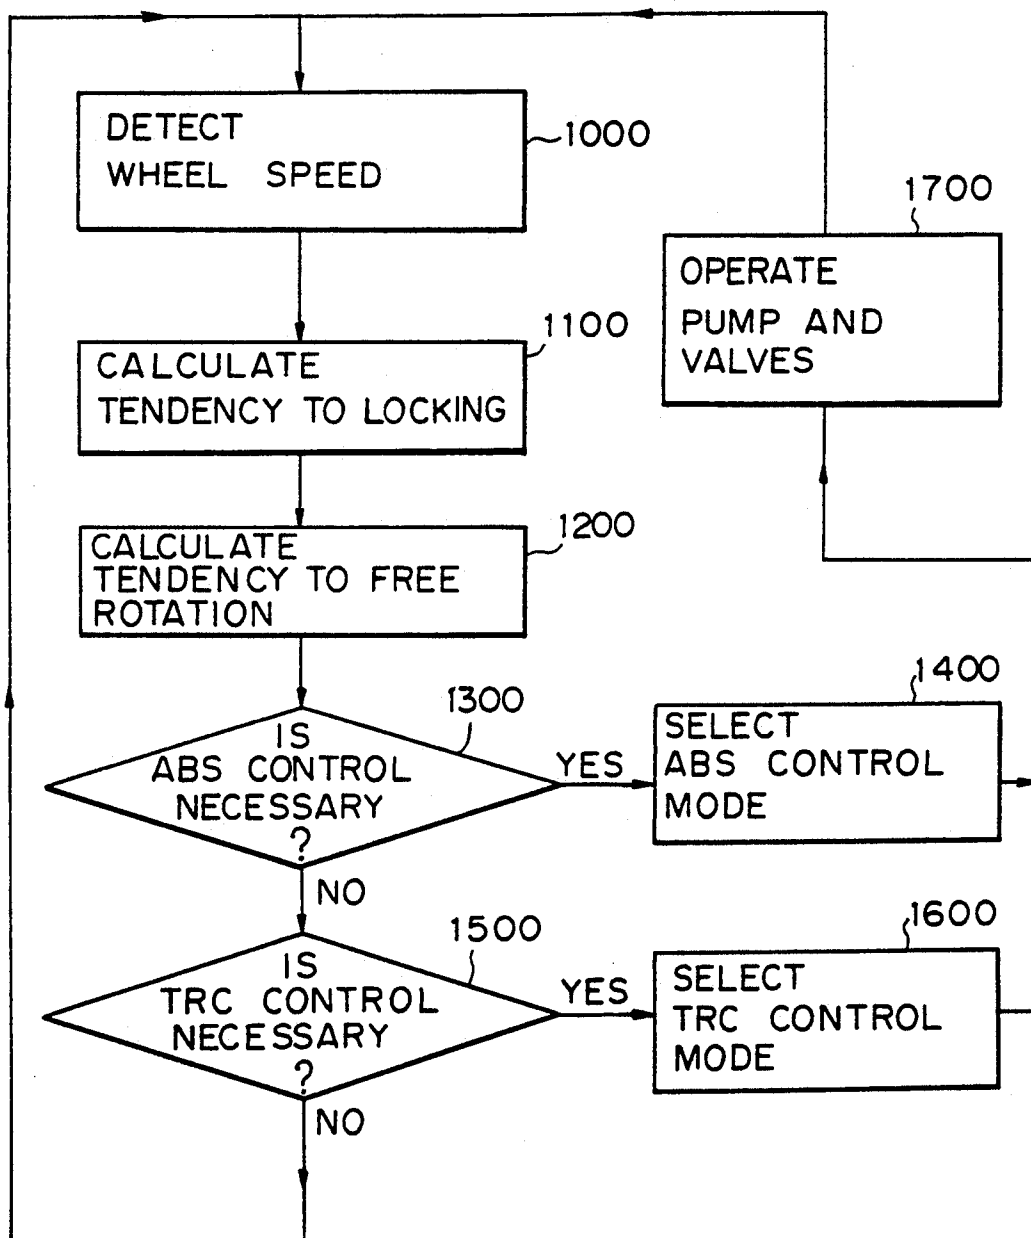 DETECT
WHEEL SPEED
1000
CALCULATE
TENDENCY TO LOCKING
1100
CALCULATE
TENDENCY TO FREE
ROTATION
1200
IS
ABS CONTROL
NECESSARY
?
1300
YES
NO
SELECT
ABS CONTROL
MODE
1400
IS
TRC CONTROL
NECESSARY
?
1500
YES
NO
SELECT
TRC CONTROL
MODE
1600
OPERATE
PUMP AND
VALVES
1700